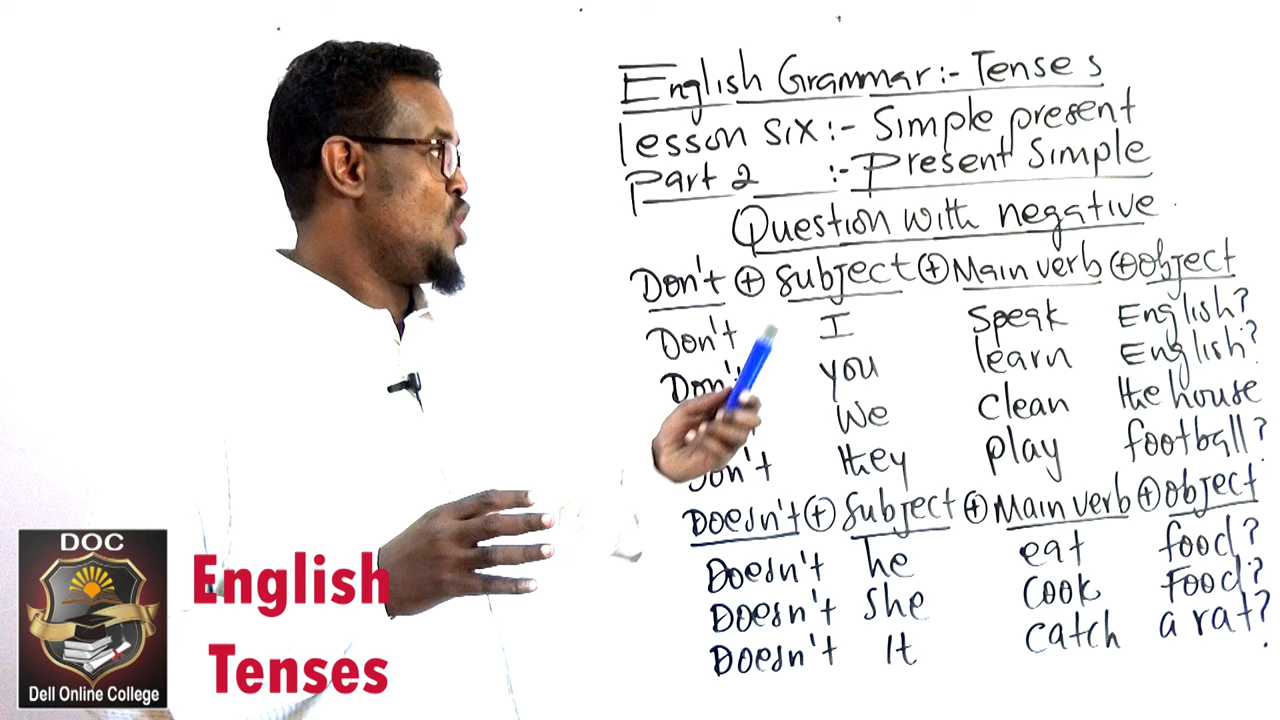 English Grammar:- Tenses
lesson six:- Simple present
Part 2 :- Present Simple
Question with negative
Don't + Subject + Main verb + object
Don't I speak English?
Don't you learn English?
We clean the house
Don't they play football?
Doesn't + Subject + Main verb + object
Doesn't he eat food?
Doesn't she cook Food?
Doesn't It catch a rat?
DOC
Dell Online College
English
Tenses